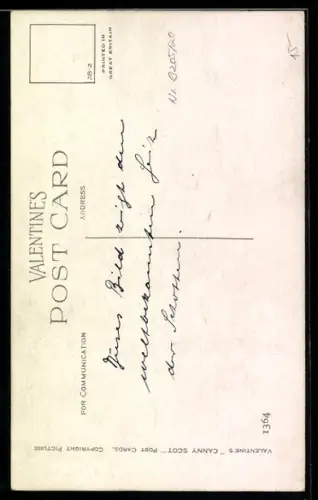 VALENTINE'S
POST CARD
FOR COMMUNICATION
ADDRESS
PRINTED IN
GREAT BRITAIN
28-2
Dieses Bild zeigt den
weltbekannten Geiz
der Schotten.
15
1364
VALENTINE'S "CANNY SCOT" POST CARDS. COPYRIGHT PICTURE